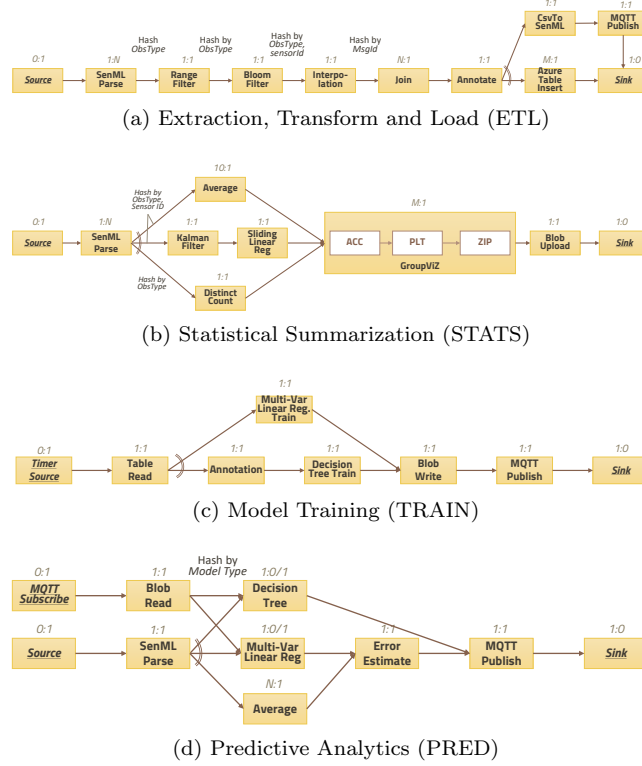 Hash by
ObsType
Hash by
ObsType
Hash by
ObsType,
sensorId
Hash by
MsgId
1:1
CsvTo
SenML
1:1
MQTT
Publish
0:1
Source
1:N
SenML
Parse
1:1
Range
Filter
1:1
Bloom
Filter
1:1
Interpo-
lation
N:1
Join
1:1
Annotate
M:1
Azure
Table
Insert
1:0
Sink
(a) Extraction, Transform and Load (ETL)
10:1
Average
Hash by
ObsType,
Sensor ID
0:1
Source
1:N
SenML
Parse
1:1
Kalman
Filter
1:1
Sliding
Linear
Reg
Hash by
ObsType
1:1
Distinct
Count
M:1
ACC
PLT
ZIP
GroupViZ
1:1
Blob
Upload
1:0
Sink
(b) Statistical Summarization (STATS)
1:1
Multi-Var
Linear Reg.
Train
0:1
Timer
Source
1:1
Table
Read
1:1
Annotation
1:1
Decision
Tree Train
1:1
Blob
Write
1:1
MQTT
Publish
1:0
Sink
(c) Model Training (TRAIN)
0:1
MQTT
Subscribe
1:1
Blob
Read
Hash by
Model Type
1:0/1
Decision
Tree
0:1
Source
1:1
SenML
Parse
1:0/1
Multi-Var
Linear Reg
1:1
Error
Estimate
1:1
MQTT
Publish
1:0
Sink
N:1
Average
(d) Predictive Analytics (PRED)